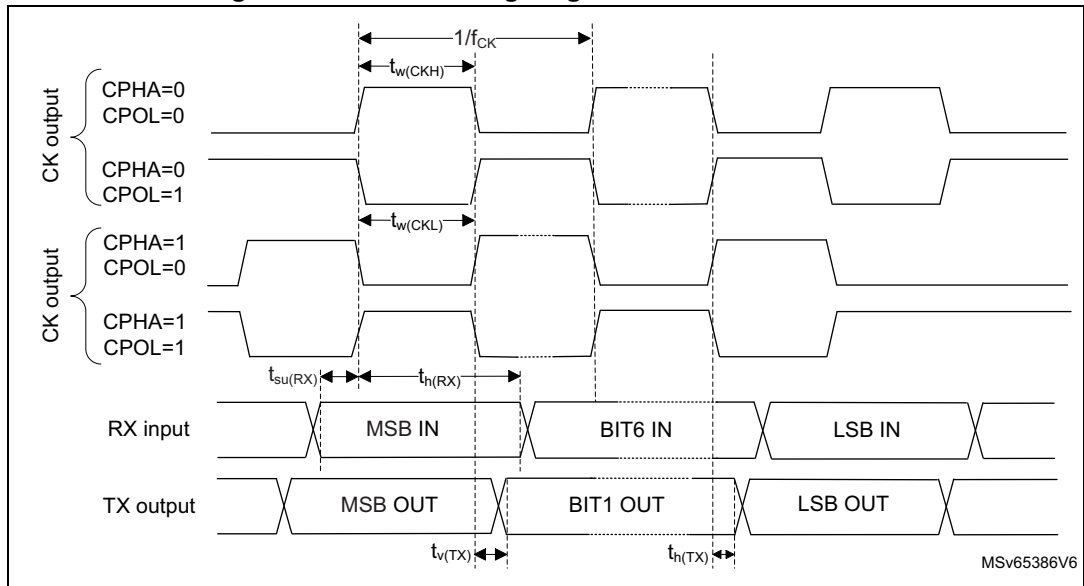 1/fCK
tw(CKH)
CK output
CPHA=0
CPOL=0
CPHA=0
CPOL=1
tw(CKL)
CK output
CPHA=1
CPOL=0
CPHA=1
CPOL=1
tsu(RX)
th(RX)
RX input
MSB IN
BIT6 IN
LSB IN
TX output
MSB OUT
BIT1 OUT
LSB OUT
tv(TX)
th(TX)
MSv65386V6